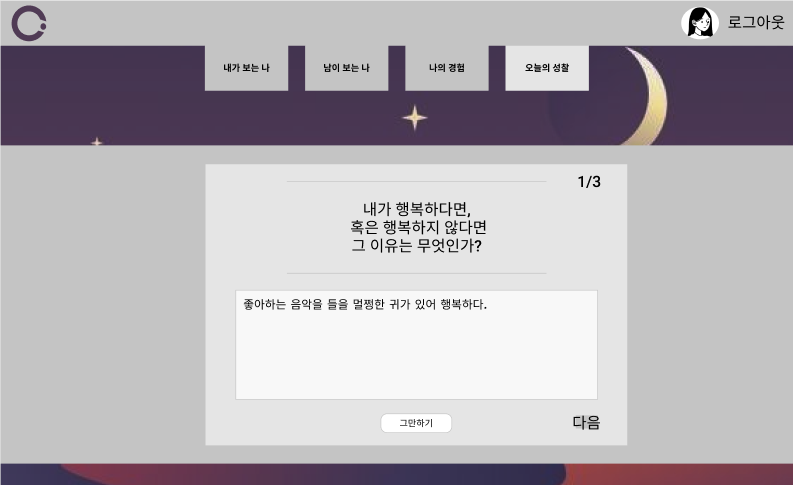 로그아웃
내가 보는 나
남이 보는 나
나의 경험
오늘의 성찰
1/3
내가 행복하다면,
혹은 행복하지 않다면
그 이유는 무엇인가?
좋아하는 음악을 들을 멀쩡한 귀가 있어 행복하다.
그만하기
다음